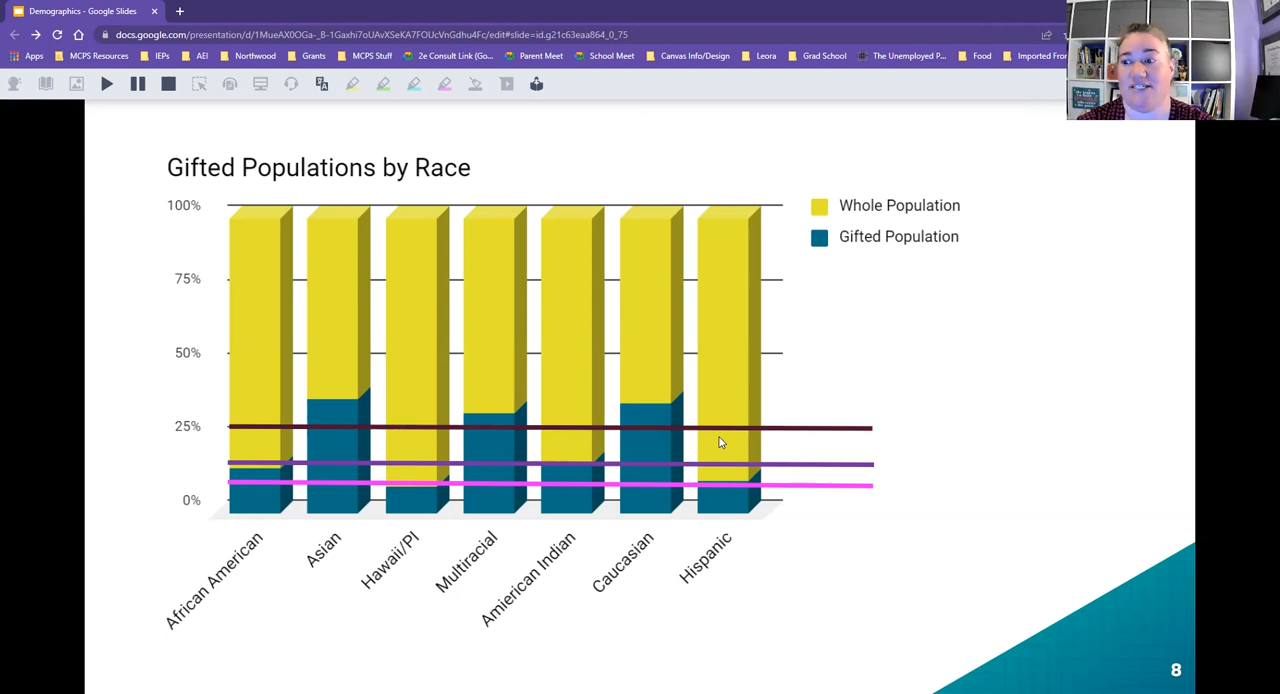 Demographics - Google Slides
docs.google.com/presentation/d/1MueAX0OGa-_B-1Gaxhi7oUAvXSeKA7FOUcVnGdhu4Fc/edit#slide=id.g21c63eaa864_0_75
Apps MCPS Resources IEPs AEI Northwood Grants MCPS Stuff 2e Consult Link (Go... Parent Meet School Meet Canvas Info/Design Leora Grad School The Unemployed P... Food Imported Fro
Gifted Populations by Race
100%
75%
50%
25%
0%
Whole Population
Gifted Population
African American
Asian
Hawaii/PI
Multiracial
Amierican Indian
Caucasian
Hispanic
8